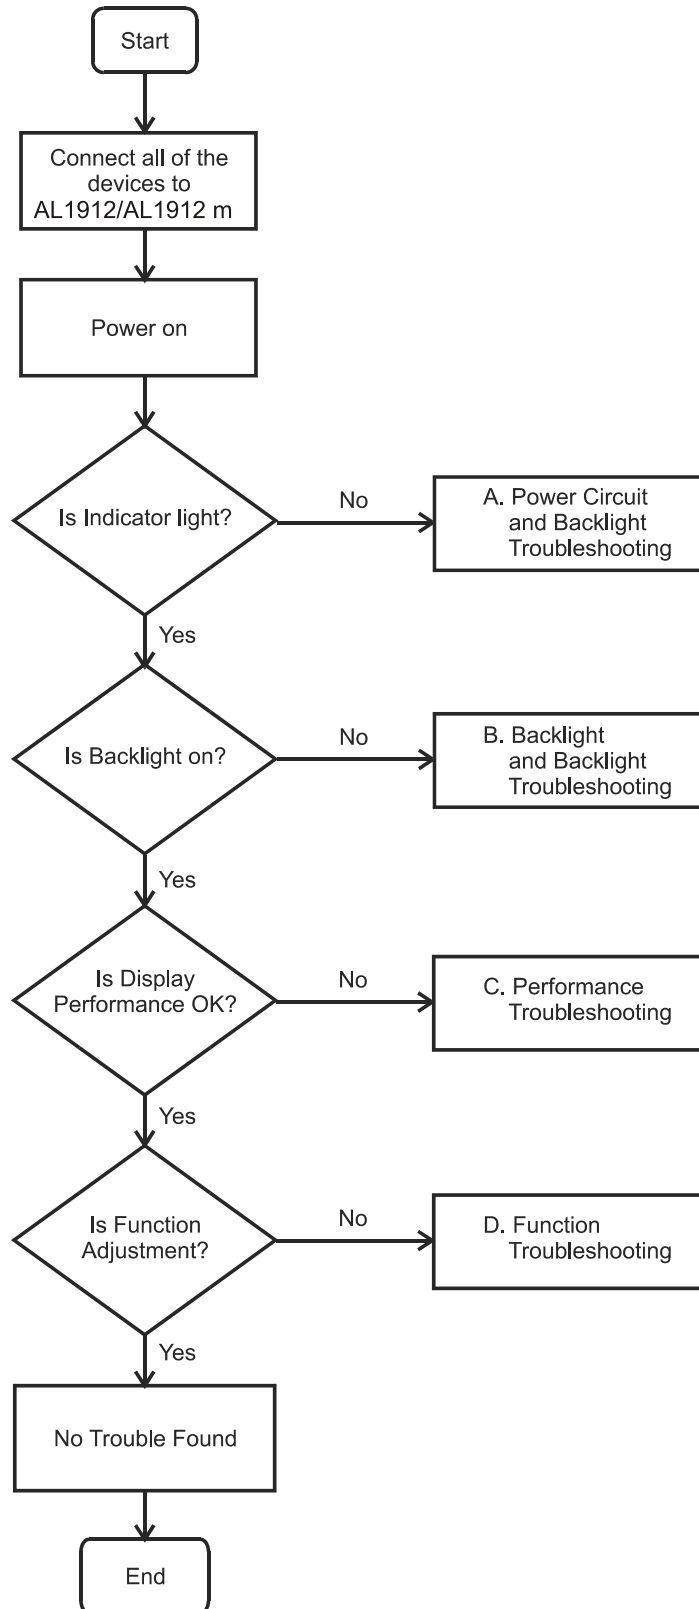 Start
Connect all of the
devices to
AL1912/AL1912 m
Power on
Is Indicator light?
No
A. Power Circuit
and Backlight
Troubleshooting
Yes
Is Backlight on?
No
B. Backlight
and Backlight
Troubleshooting
Yes
Is Display
Performance OK?
No
C. Performance
Troubleshooting
Yes
Is Function
Adjustment?
No
D. Function
Troubleshooting
Yes
No Trouble Found
End